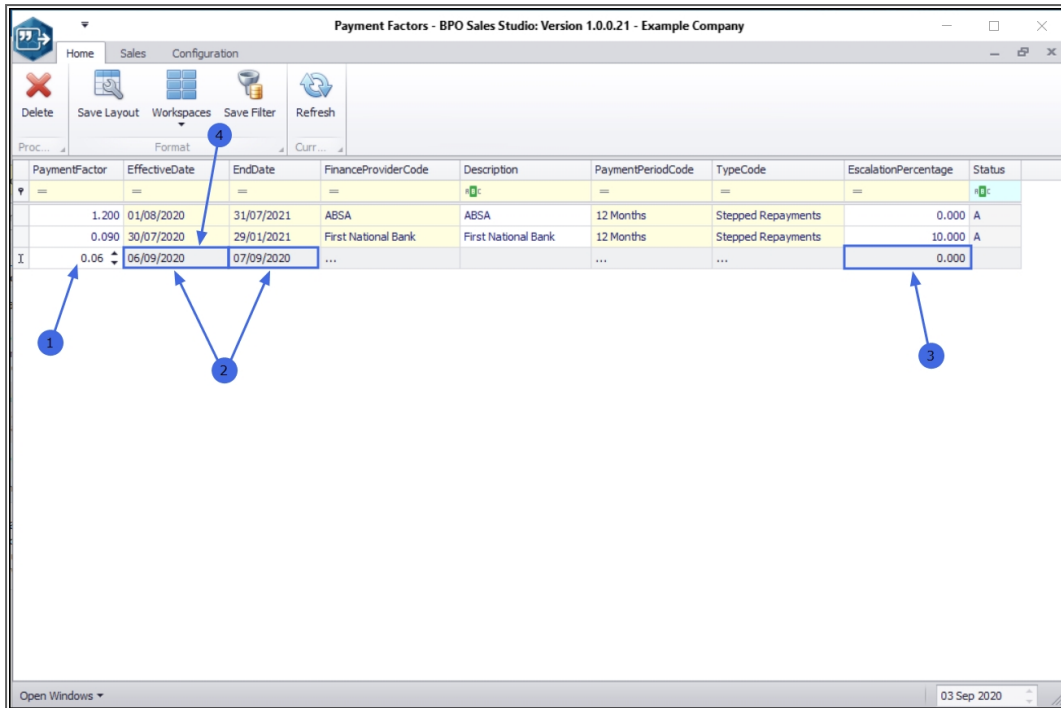 Payment Factors - BPO Sales Studio: Version 1.0.0.21 - Example Company
Home Sales Configuration
Delete Save Layout Workspaces Save Filter Refresh
Proc... Format Curr...
4
PaymentFactor EffectiveDate EndDate FinanceProviderCode Description PaymentPeriodCode TypeCode EscalationPercentage Status
= = = = ABC = = = ABC
1.200 01/08/2020 31/07/2021 ABSA ABSA 12 Months Stepped Repayments 0.000 A
0.090 30/07/2020 29/01/2021 First National Bank First National Bank 12 Months Stepped Repayments 10.000 A
0.06 06/09/2020 07/09/2020 ... ... ... 0.000
1 2 3
Open Windows 03 Sep 2020